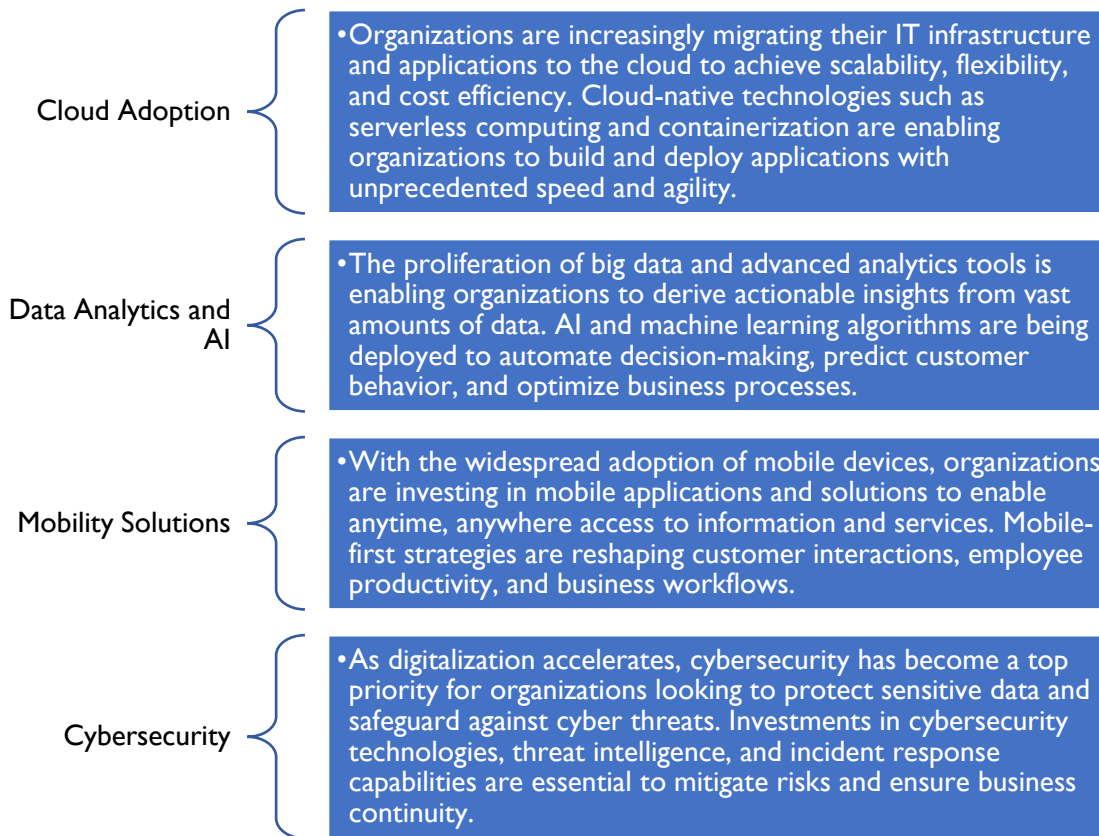 Cloud Adoption
•Organizations are increasingly migrating their IT infrastructure
and applications to the cloud to achieve scalability, flexibility,
and cost efficiency. Cloud-native technologies such as
serverless computing and containerization are enabling
organizations to build and deploy applications with
unprecedented speed and agility.
Data Analytics and
AI
•The proliferation of big data and advanced analytics tools is
enabling organizations to derive actionable insights from vast
amounts of data. AI and machine learning algorithms are being
deployed to automate decision-making, predict customer
behavior, and optimize business processes.
Mobility Solutions
•With the widespread adoption of mobile devices, organizations
are investing in mobile applications and solutions to enable
anytime, anywhere access to information and services. Mobile-
first strategies are reshaping customer interactions, employee
productivity, and business workflows.
Cybersecurity
•As digitalization accelerates, cybersecurity has become a top
priority for organizations looking to protect sensitive data and
safeguard against cyber threats. Investments in cybersecurity
technologies, threat intelligence, and incident response
capabilities are essential to mitigate risks and ensure business
continuity.